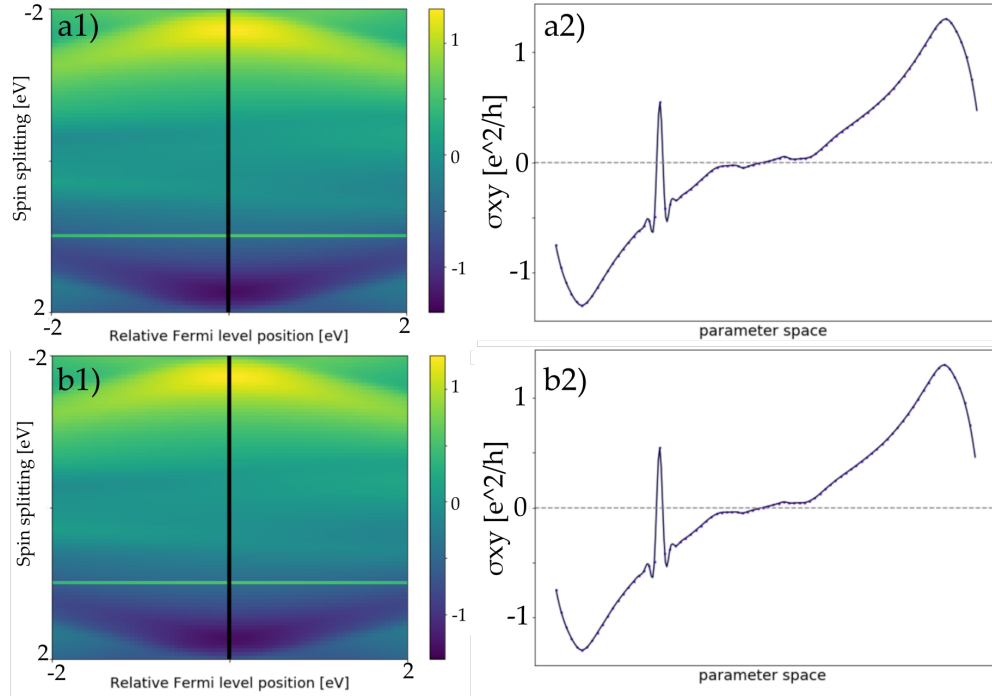 a1)
-2
Spin splitting [eV]
2
-2
2
Relative Fermi level position [eV]
1
0
-1
a2)
1
0
-1
σxy [e^2/h]
parameter space
b1)
-2
Spin splitting [eV]
2
-2
2
Relative Fermi level position [eV]
1
0
-1
b2)
1
0
-1
σxy [e^2/h]
parameter space